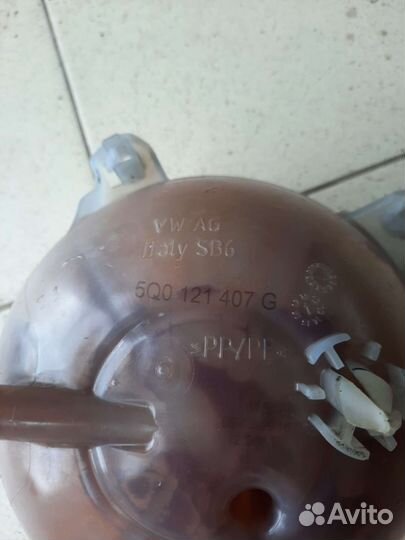 VW AG
Italy SB6
5Q0 121 407 G
>PP/PE<
Avito